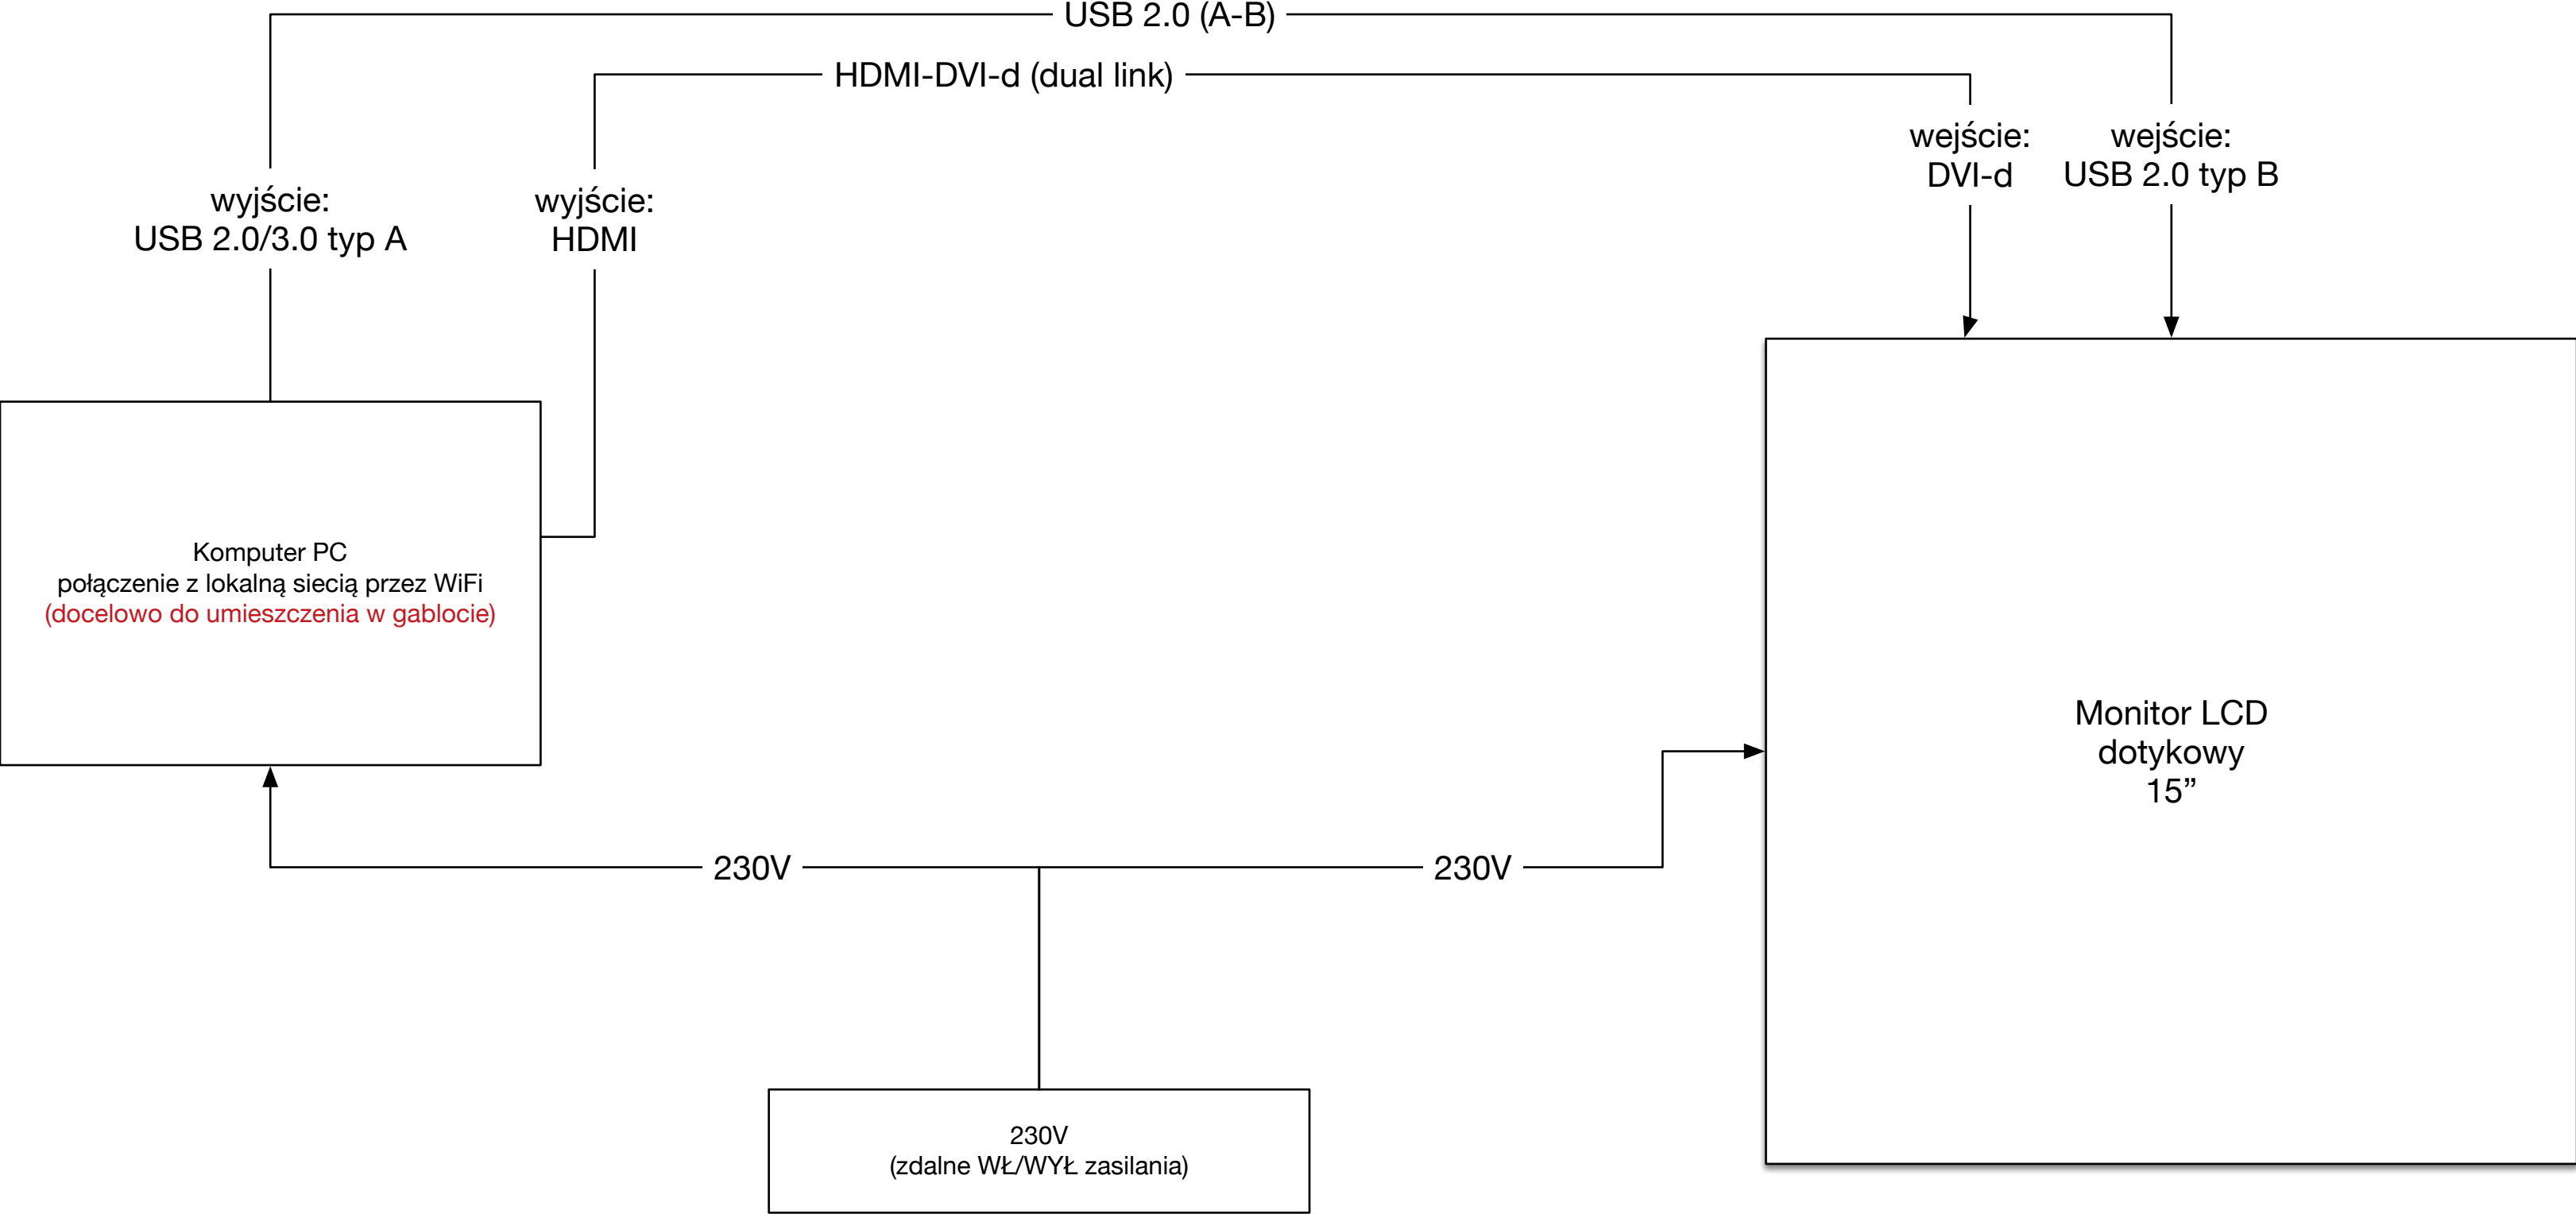 USB 2.0 (A-B)
HDMI-DVI-d (dual link)
wejście:
DVI-d
wejście:
USB 2.0 typ B
wyjście:
USB 2.0/3.0 typ A
wyjście:
HDMI
Komputer PC
połączenie z lokalną siecią przez WiFi
(docelowo do umieszczenia w gablocie)
Monitor LCD
dotykowy
15”
230V
230V
230V
(zdalne WŁ/WYŁ zasilania)